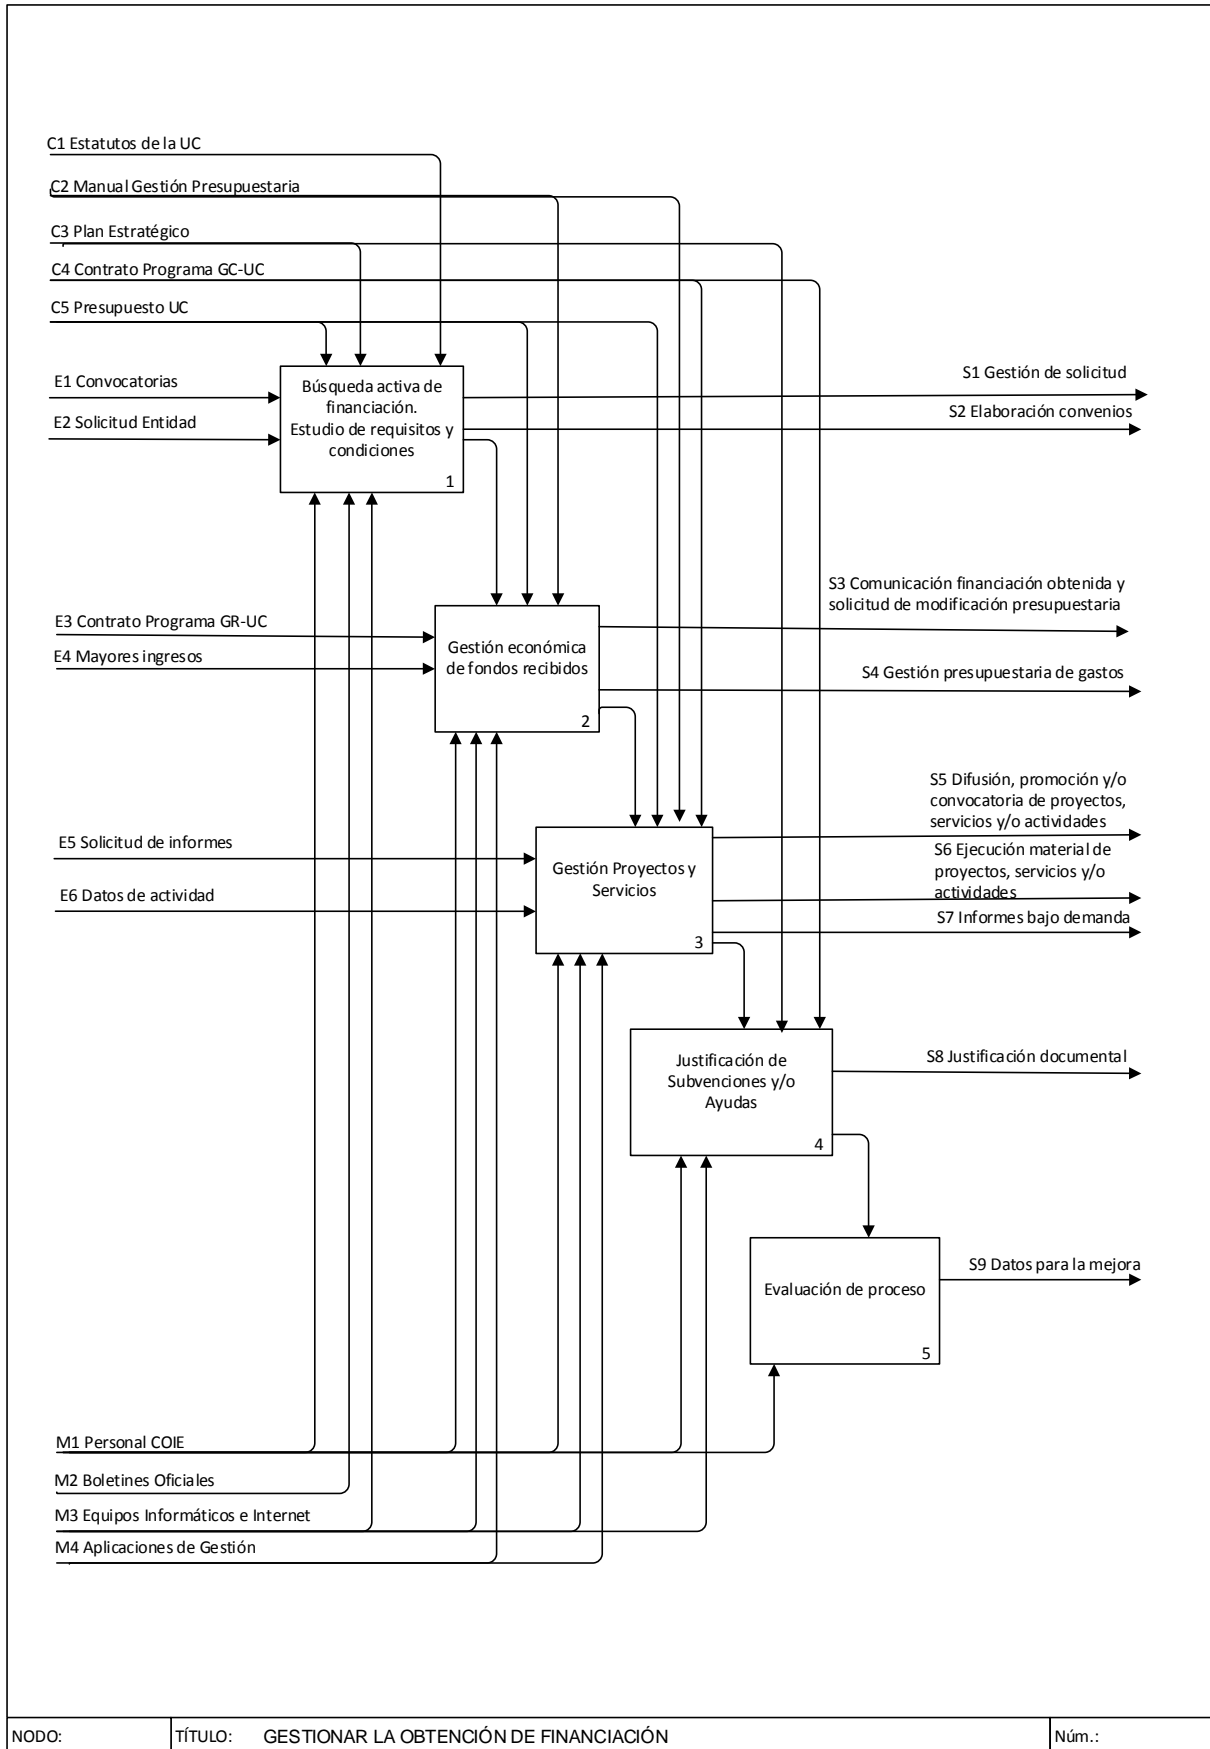 C1 Estatutos de la UC
C2 Manual Gestión Presupuestaria
C3 Plan Estratégico
C4 Contrato Programa GC-UC
C5 Presupuesto UC
E1 Convocatorias
E2 Solicitud Entidad
Búsqueda activa de
financiación.
Estudio de requisitos y
condiciones
1
S1 Gestión de solicitud
S2 Elaboración convenios
E3 Contrato Programa GR-UC
E4 Mayores ingresos
Gestión económica
de fondos recibidos
2
S3 Comunicación financiación obtenida y
solicitud de modificación presupuestaria
S4 Gestión presupuestaria de gastos
E5 Solicitud de informes
E6 Datos de actividad
Gestión Proyectos y
Servicios
3
S5 Difusión, promoción y/o
convocatoria de proyectos,
servicios y/o actividades
S6 Ejecución material de
proyectos, servicios y/o
actividades
S7 Informes bajo demanda
Justificación de
Subvenciones y/o
Ayudas
4
S8 Justificación documental
Evaluación de proceso
5
S9 Datos para la mejora
M1 Personal COIE
M2 Boletines Oficiales
M3 Equipos Informáticos e Internet
M4 Aplicaciones de Gestión
NODO:
TÍTULO: GESTIONAR LA OBTENCIÓN DE FINANCIACIÓN
Núm.: